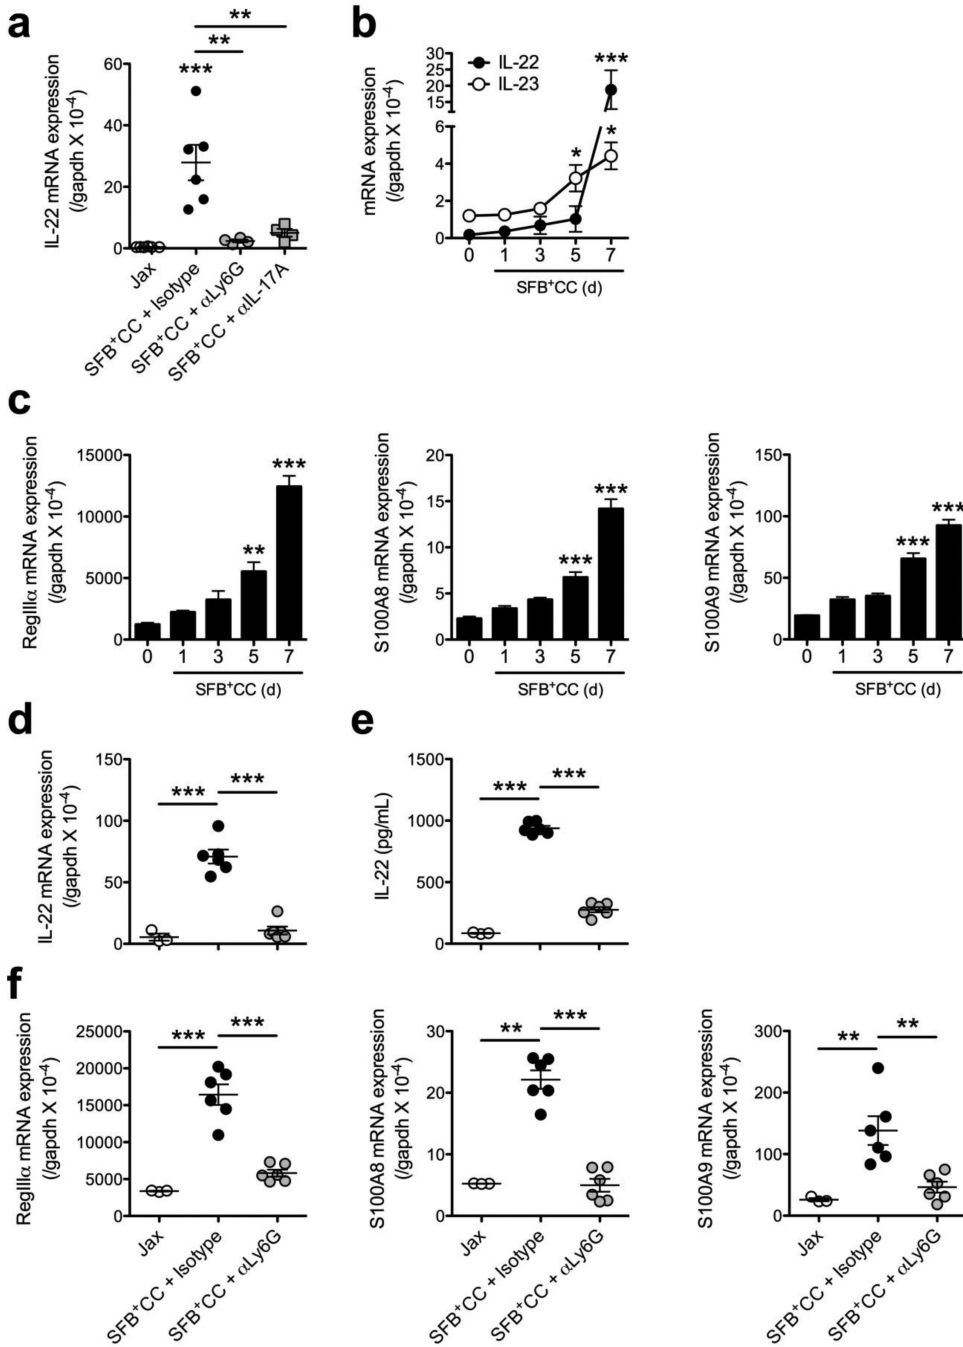 a
**
**
***
IL-22 mRNA expression
(/gapdh X 10-4)
60
40
20
0
Jax
SFB+CC + Isotype
SFB+CC + αLy6G
SFB+CC + αIL-17A
b
IL-22
IL-23
***
*
*
mRNA expression
(/gapdh X 10-4)
30
25
20
15
10
6
4
2
0
0 1 3 5 7
SFB+CC (d)
c
RegIIIα mRNA expression
(/gapdh X 10-4)
15000
10000
5000
0
**
***
0 1 3 5 7
SFB+CC (d)
S100A8 mRNA expression
(/gapdh X 10-4)
20
15
10
5
0
***
***
0 1 3 5 7
SFB+CC (d)
S100A9 mRNA expression
(/gapdh X 10-4)
150
100
50
0
***
***
0 1 3 5 7
SFB+CC (d)
d
IL-22 mRNA expression
(/gapdh X 10-4)
150
100
50
0
*** ***
e
IL-22 (pg/mL)
1500
1000
500
0
*** ***
f
RegIIIα mRNA expression
(/gapdh X 10-4)
25000
20000
15000
10000
5000
0
*** ***
Jax
SFB+CC + Isotype
SFB+CC + αLy6G
S100A8 mRNA expression
(/gapdh X 10-4)
30
20
10
0
** ***
Jax
SFB+CC + Isotype
SFB+CC + αLy6G
S100A9 mRNA expression
(/gapdh X 10-4)
300
200
100
0
** **
Jax
SFB+CC + Isotype
SFB+CC + αLy6G